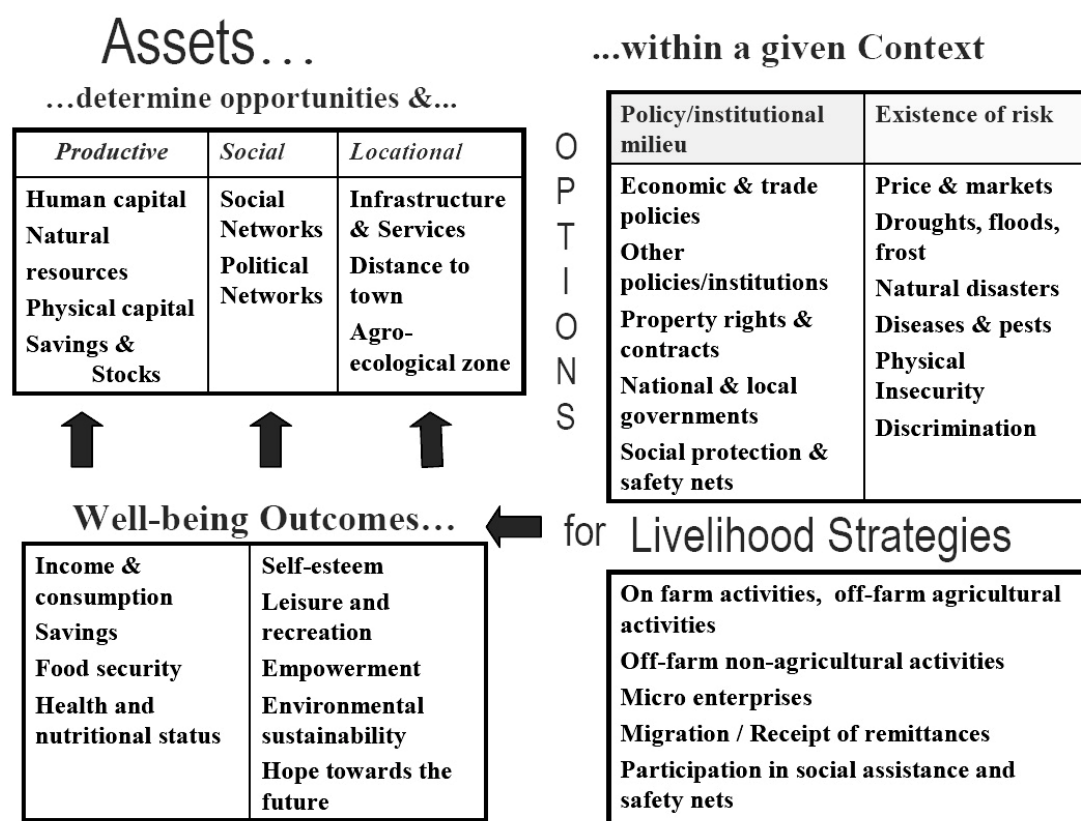 Assets…
…determine opportunities &...
Productive
Social
Locational
Human capital
Natural
resources
Physical capital
Savings &
Stocks
Social
Networks
Political
Networks
Infrastructure
& Services
Distance to
town
Agro-
ecological zone
OPTIONS
...within a given Context
Policy/institutional
milieu
Existence of risk
Economic & trade
policies
Other
policies/institutions
Property rights &
contracts
National & local
governments
Social protection &
safety nets
Price & markets
Droughts, floods,
frost
Natural disasters
Diseases & pests
Physical
Insecurity
Discrimination
for Livelihood Strategies
On farm activities, off-farm agricultural
activities
Off-farm non-agricultural activities
Micro enterprises
Migration / Receipt of remittances
Participation in social assistance and
safety nets
Well-being Outcomes…
Income &
consumption
Savings
Food security
Health and
nutritional status
Self-esteem
Leisure and
recreation
Empowerment
Environmental
sustainability
Hope towards the
future